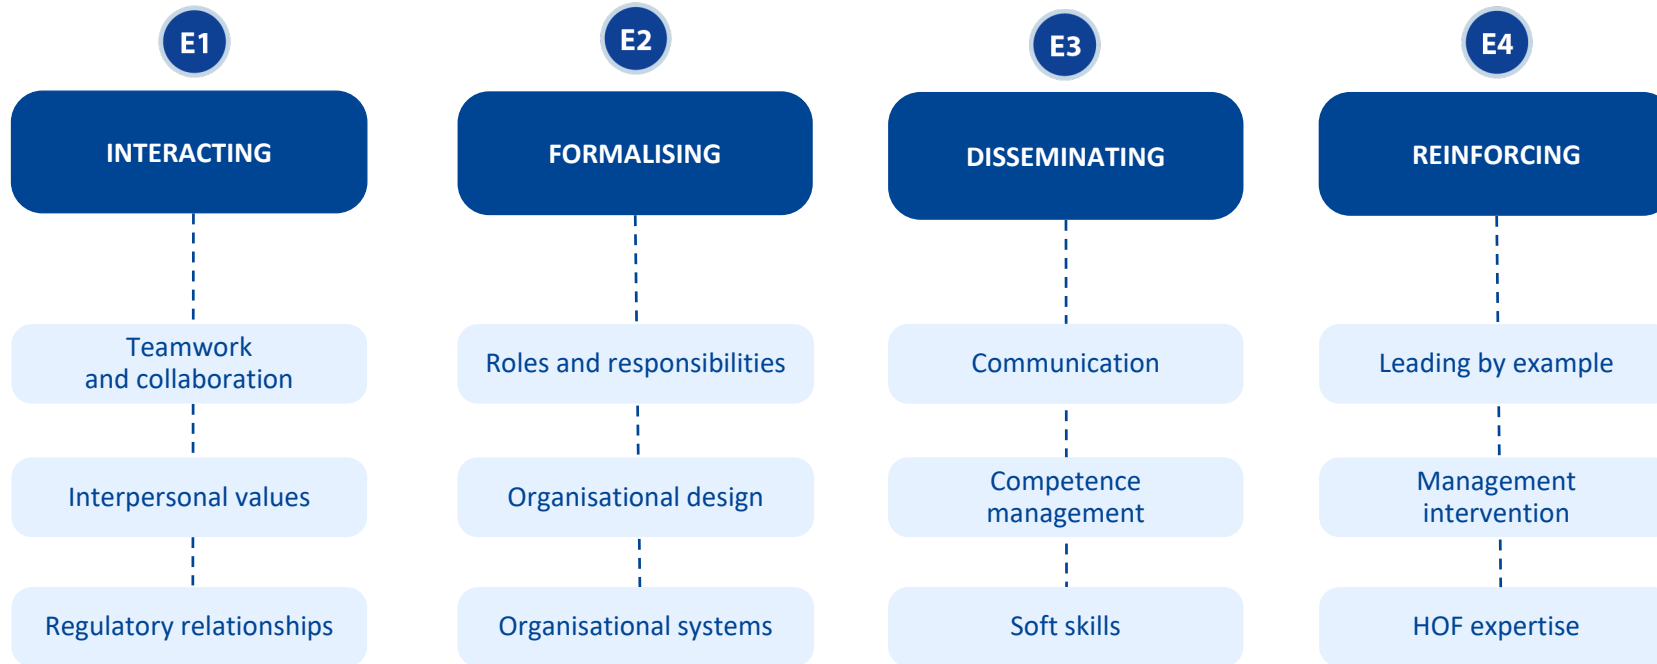 E1
INTERACTING
Teamwork
and collaboration
Interpersonal values
Regulatory relationships
E2
FORMALISING
Roles and responsibilities
Organisational design
Organisational systems
E3
DISSEMINATING
Communication
Competence
management
Soft skills
E4
REINFORCING
Leading by example
Management
intervention
HOF expertise